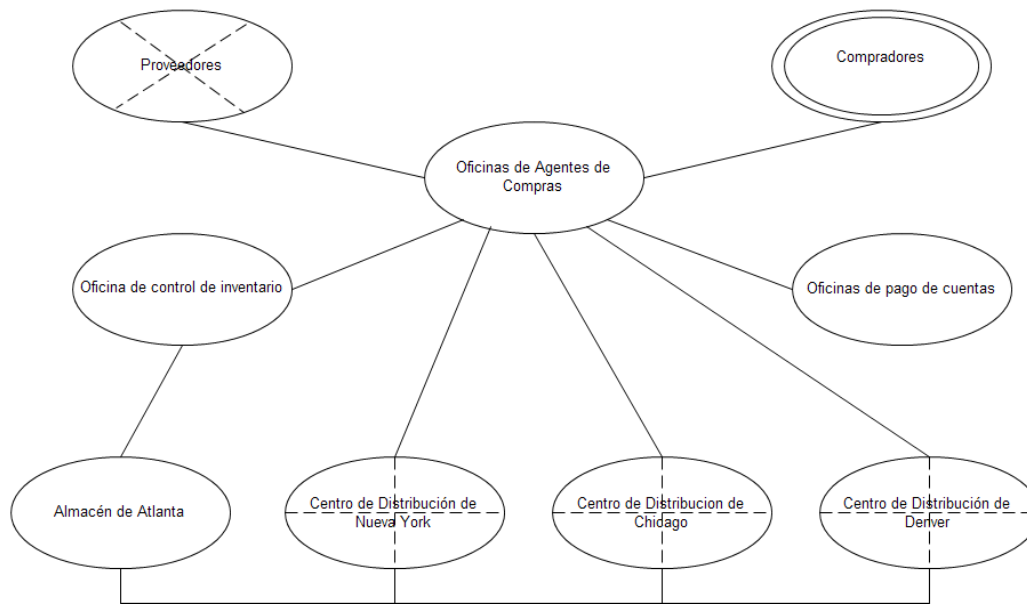 Proveedores
Compradores
Oficinas de Agentes de
Compras
Oficina de control de inventario
Oficinas de pago de cuentas
Almacén de Atlanta
Centro de Distribución de
Nueva York
Centro de Distribucion de
Chicago
Centro de Distribución de
Denver